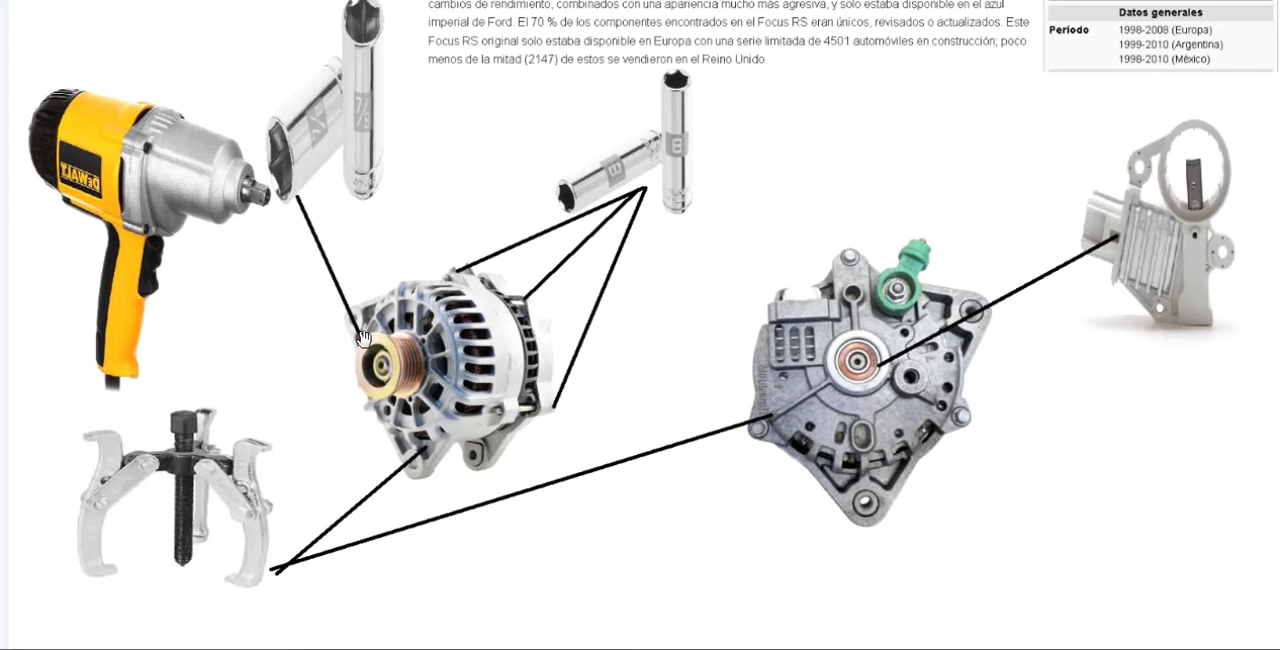 cambios de rendimiento, combinados con una apariencia mucho más agresiva, y solo estaba disponible en el azul
imperial de Ford. El 70 % de los componentes encontrados en el Focus RS eran únicos, revisados o actualizados. Este
Focus RS original solo estaba disponible en Europa con una serie limitada de 4501 automóviles en construcción; poco
menos de la mitad (2147) de estos se vendieron en el Reino Unido.
Datos generales
Período 1998-2008 (Europa)
1999-2010 (Argentina)
1998-2010 (México)
DEWALT
7/8
7/8
8
8